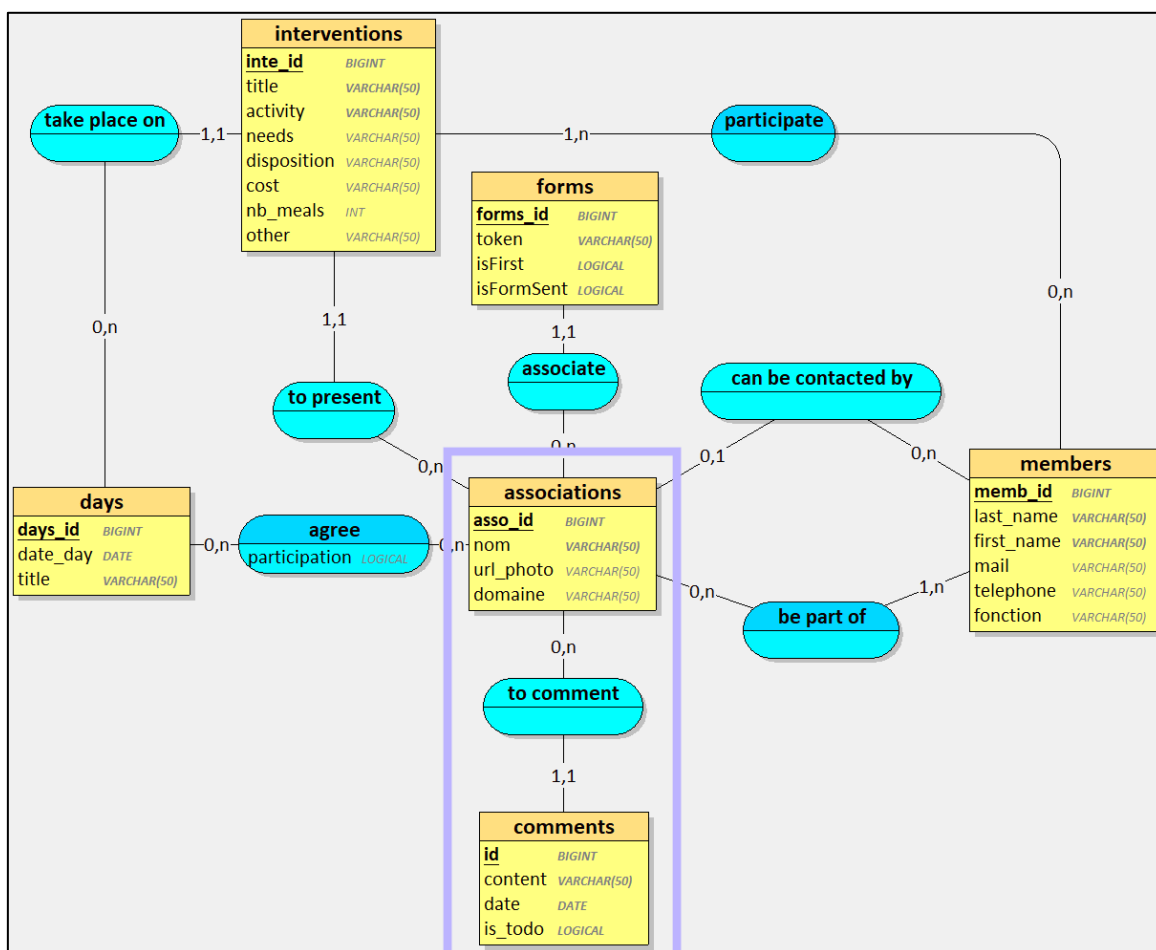 interventions
inte_id BIGINT
title VARCHAR(50)
activity VARCHAR(50)
needs VARCHAR(50)
disposition VARCHAR(50)
cost VARCHAR(50)
nb_meals INT
other VARCHAR(50)
take place on
1,1
1,n
participate
forms
forms_id BIGINT
token VARCHAR(50)
isFirst LOGICAL
isFormSent LOGICAL
0,n
1,1
1,1
0,n
associate
can be contacted by
to present
0,n
0,n
0,1
0,n
members
memb_id BIGINT
last_name VARCHAR(50)
first_name VARCHAR(50)
mail VARCHAR(50)
telephone VARCHAR(50)
fonction VARCHAR(50)
associations
asso_id BIGINT
nom VARCHAR(50)
url_photo VARCHAR(50)
domaine VARCHAR(50)
days
days_id BIGINT
date_day DATE
title VARCHAR(50)
0,n
agree
participation LOGICAL
0,n
0,n
1,n
be part of
0,n
to comment
1,1
comments
id BIGINT
content VARCHAR(50)
date DATE
is_todo LOGICAL